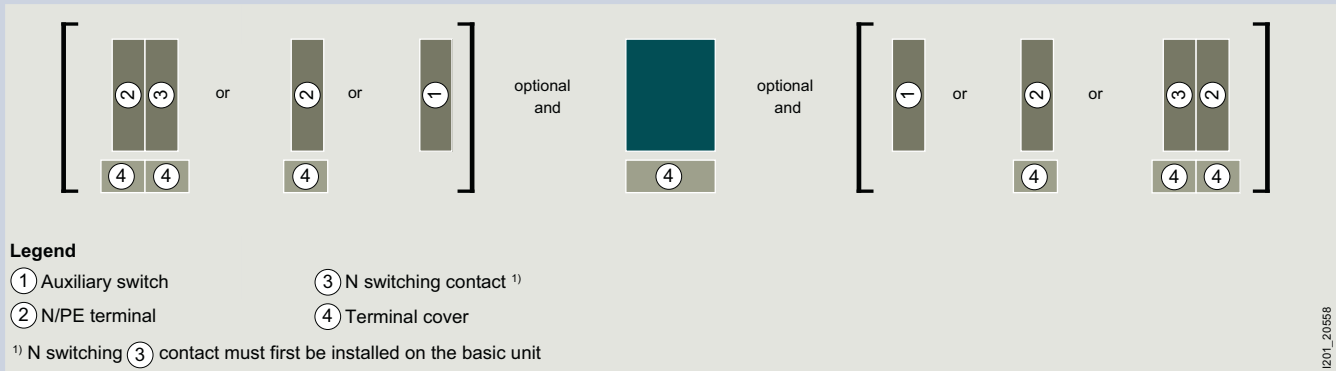 2 3 or 2 or 1 optional and optional and 1 or 2 or 3 2
4 4 4 4 4 4 4
Legend
1 Auxiliary switch
3 N switching contact 1)
2 N/PE terminal
4 Terminal cover
1) N switching 3 contact must first be installed on the basic unit
I201_20558